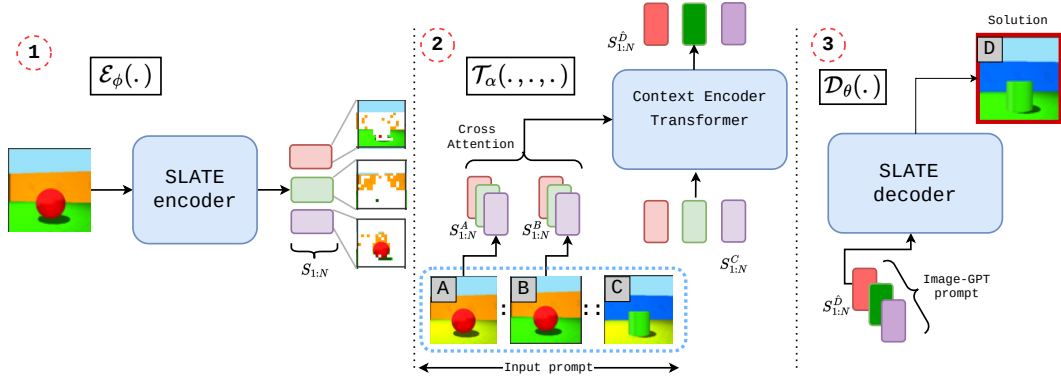 1
ℰ_ϕ(.)
SLATE
encoder
S_{1:N}
2
𝒯_α(.,.,.)
Cross
Attention
S^A_{1:N}
S^B_{1:N}
A
:
B
::
C
Input prompt
S^{D̂}_{1:N}
Context Encoder
Transformer
S^C_{1:N}
3
𝒟_θ(.)
Solution
D
SLATE
decoder
S^{D̂}_{1:N}
Image-GPT
prompt